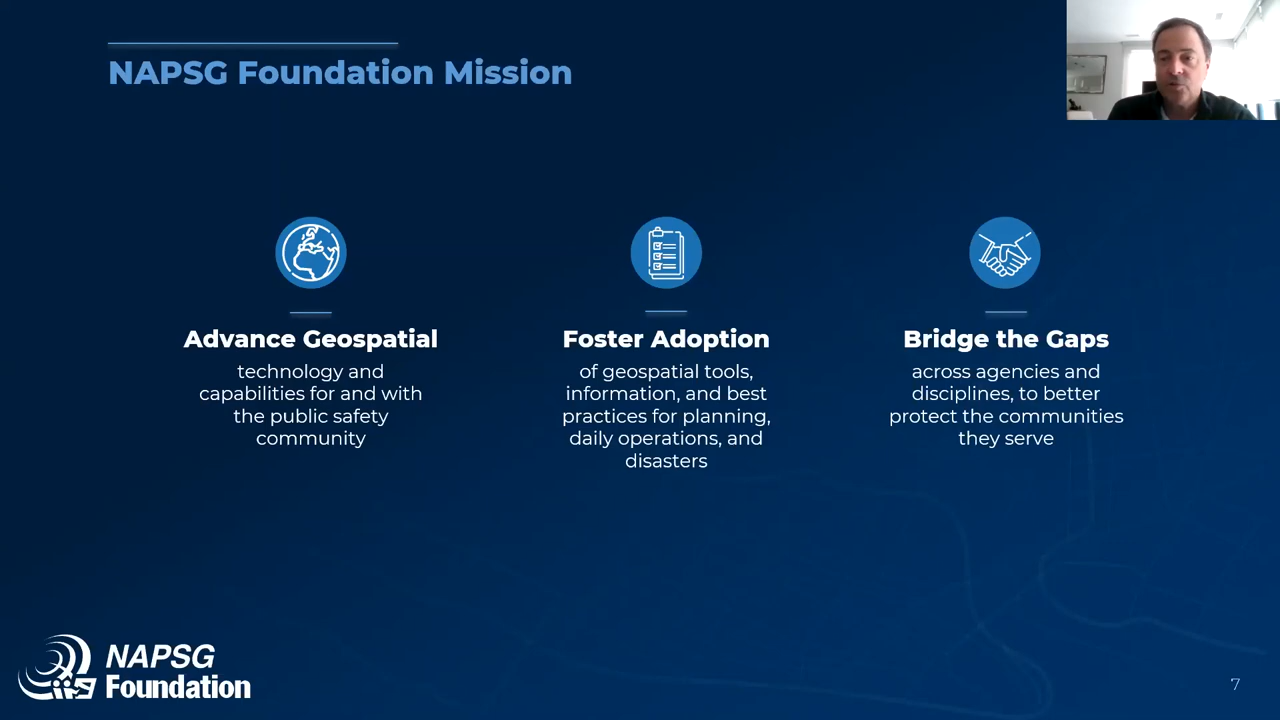 NAPSG Foundation Mission
Advance Geospatial
technology and
capabilities for and with
the public safety
community
Foster Adoption
of geospatial tools,
information, and best
practices for planning,
daily operations, and
disasters
Bridge the Gaps
across agencies and
disciplines, to better
protect the communities
they serve
NAPSG
Foundation
7